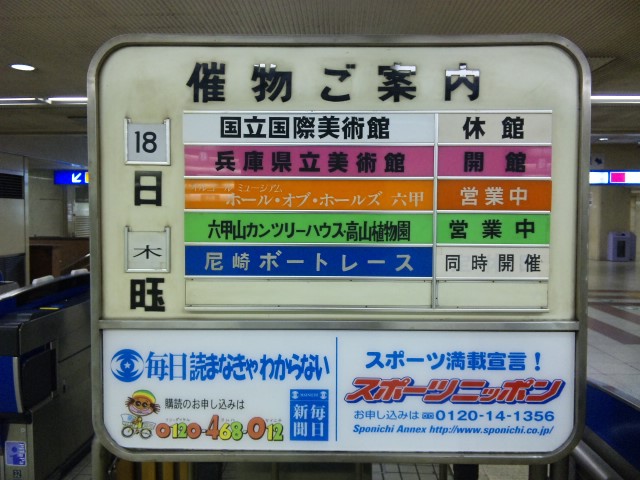 催物ご案内
18
日
木
国立国際美術館 休館
兵庫県立美術館 開館
ホール・オブ・ホールズ 六甲 営業中
六甲山カンツリーハウス・高山植物園 営業中
尼崎ボートレース 同時開催
毎日読まなきゃわからない
購読のお申し込みは
0120-468-012
毎日新聞
スポーツ満載宣言!
スポーツニッポン
お申し込みは 0120-14-1356
Sponichi Annex http://www.sponichi.co.jp/